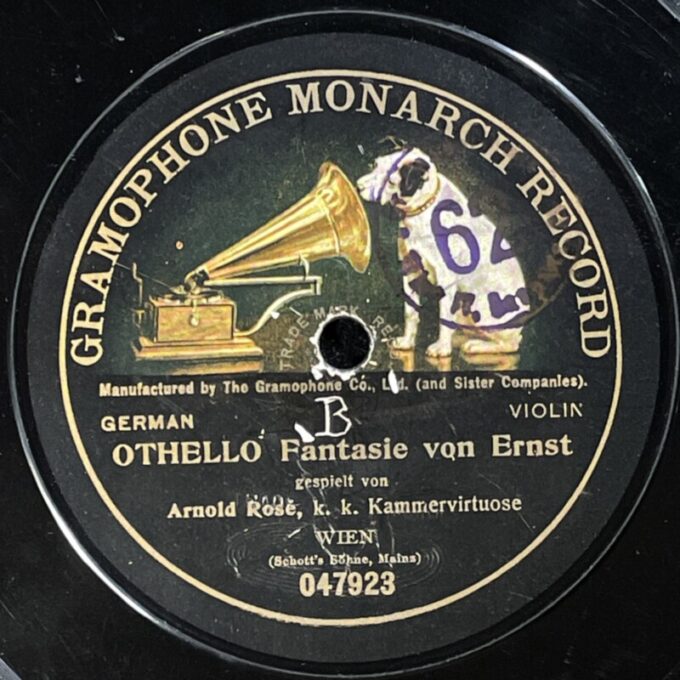 GRAMOPHONE MONARCH RECORD
62
TRADE MARK
Manufactured by The Gramophone Co., Ltd. (and Sister Companies).
B
GERMAN
VIOLIN
OTHELLO Fantasie von Ernst
gespielt von
Arnold Rosé, k. k. Kammervirtuose
WIEN
(Schott's Söhne, Mainz)
047923